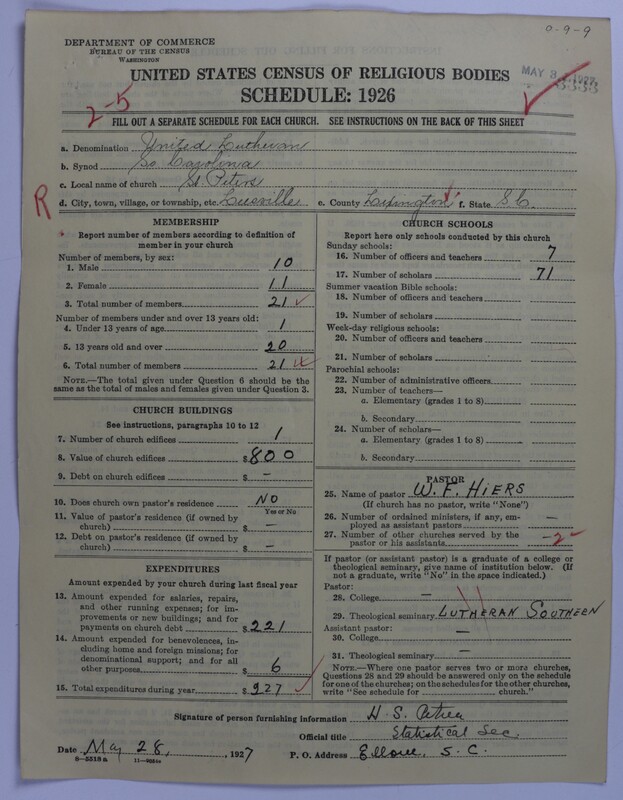 0-9-9
DEPARTMENT OF COMMERCE
BUREAU OF THE CENSUS
WASHINGTON
MAY 3
UNITED STATES CENSUS OF RELIGIOUS BODIES
SCHEDULE: 1926
2-5
FILL OUT A SEPARATE SCHEDULE FOR EACH CHURCH. SEE INSTRUCTIONS ON THE BACK OF THIS SHEET
a. Denomination United Lutheran
b. Synod So Carolina
c. Local name of church St Peters
R
d. City, town, village, or township, etc. Leesville e. County Lexington f. State S.C.
MEMBERSHIP
Report number of members according to definition of
member in your church
Number of members, by sex:
1. Male 10
2. Female 11
3. Total number of members 21
Number of members under and over 13 years old:
4. Under 13 years of age 1
5. 13 years old and over 20
6. Total number of members 21
NOTE.—The total given under Question 6 should be
same as the total of males and females given under Question 3.
CHURCH BUILDINGS
See instructions, paragraphs 10 to 12
7. Number of church edifices 1
8. Value of church edifices $800
9. Debt on church edifices $ -
10. Does church own pastor's residence No
Yes or No
11. Value of pastor's residence (if owned by
church) $ -
12. Debt on pastor's residence (if owned by
church) $ -
EXPENDITURES
Amount expended by your church during last fiscal year
13. Amount expended for salaries, repairs,
and other running expenses; for im-
provements or new buildings; and for
payments on church debt $221
14. Amount expended for benevolences, in-
cluding home and foreign missions; for
denominational support; and for all
other purposes $6
15. Total expenditures during year $227
CHURCH SCHOOLS
Report here only schools conducted by this church
Sunday schools:
16. Number of officers and teachers 7
17. Number of scholars 71
Summer vacation Bible schools:
18. Number of officers and teachers
19. Number of scholars
Week-day religious schools:
20. Number of officers and teachers
21. Number of scholars
Parochial schools:
22. Number of administrative officers
23. Number of teachers—
a. Elementary (grades 1 to 8)
b. Secondary
24. Number of scholars—
a. Elementary (grades 1 to 8)
b. Secondary
PASTOR
25. Name of pastor W. F. HIERS
(If church has no pastor, write "None")
26. Number of ordained ministers, if any, em-
ployed as assistant pastors —
27. Number of other churches served by the
pastor or his assistants -2-
If pastor (or assistant pastor) is a graduate of a college or
theological seminary, give name of institution below. (If
not a graduate, write "No" in the space indicated.)
Pastor:
28. College —
29. Theological seminary LUTHERAN SOUTHERN
Assistant pastor:
30. College —
31. Theological seminary —
NOTE.—Where one pastor serves two or more churches,
Questions 28 and 29 should be answered only on the schedule
for one of the churches; on the schedules for the other churches,
write "See schedule for church."
Signature of person furnishing information H. S. Petrea
Official title Statistical Sec.
Date May 28, 1927 P. O. Address S. C.
8-5518 a